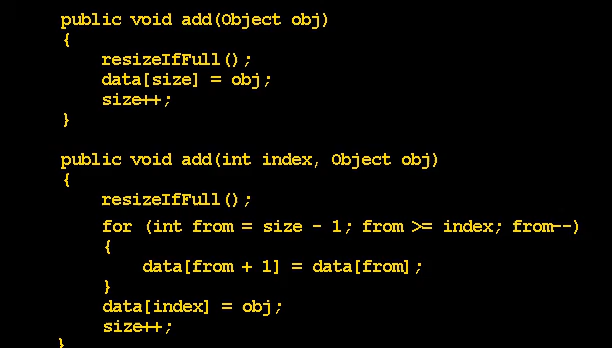 public void add(Object obj)
{
resizeIfFull();
data[size] = obj;
size++;
}
public void add(int index, Object obj)
{
resizeIfFull();
for (int from = size - 1; from >= index; from--)
{
data[from + 1] = data[from];
}
data[index] = obj;
size++;
}